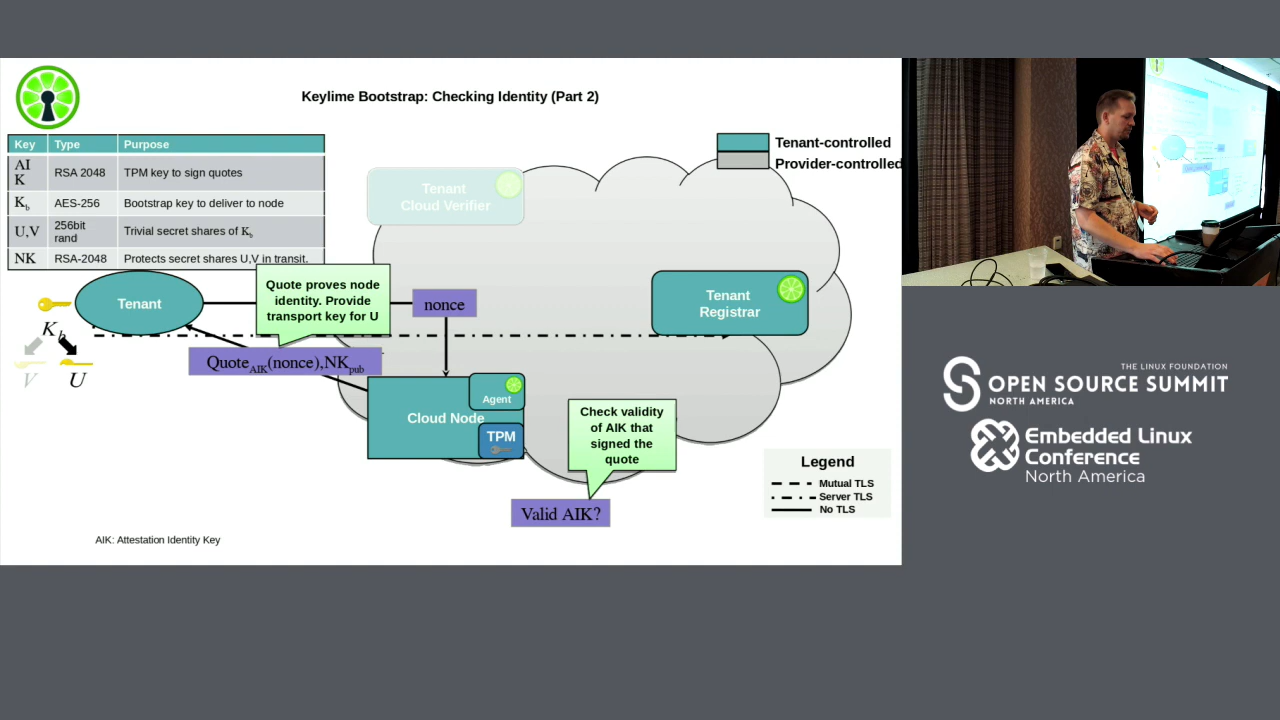 Keylime Bootstrap: Checking Identity (Part 2)
Key Type Purpose
AI
K
RSA 2048 TPM key to sign quotes
Kb AES-256 Bootstrap key to deliver to node
U,V 256bit
rand
Trivial secret shares of Kb
NK RSA-2048 Protects secret shares U,V in transit.
Tenant-controlled
Provider-controlled
Tenant
Cloud Verifier
Tenant
Quote proves node
identity. Provide
transport key for U
nonce
Tenant
Registrar
Kb
V U
QuoteAIK(nonce),NKpub
Agent
Cloud Node
TPM
Check validity
of AIK that
signed the
quote
Valid AIK?
Legend
Mutual TLS
Server TLS
No TLS
AIK: Attestation Identity Key
THE LINUX FOUNDATION
OPEN SOURCE SUMMIT
NORTH AMERICA
Embedded Linux
Conference
North America